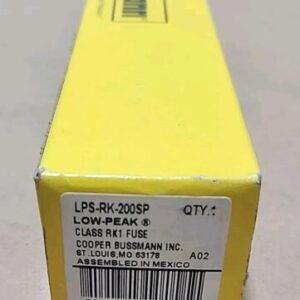 LPS-RK-200SP QTY.1
LOW-PEAK ®
CLASS RK1 FUSE
COOPER BUSSMANN INC.
ST.LOUIS,MO 63178 A02
ASSEMBLED IN MEXICO